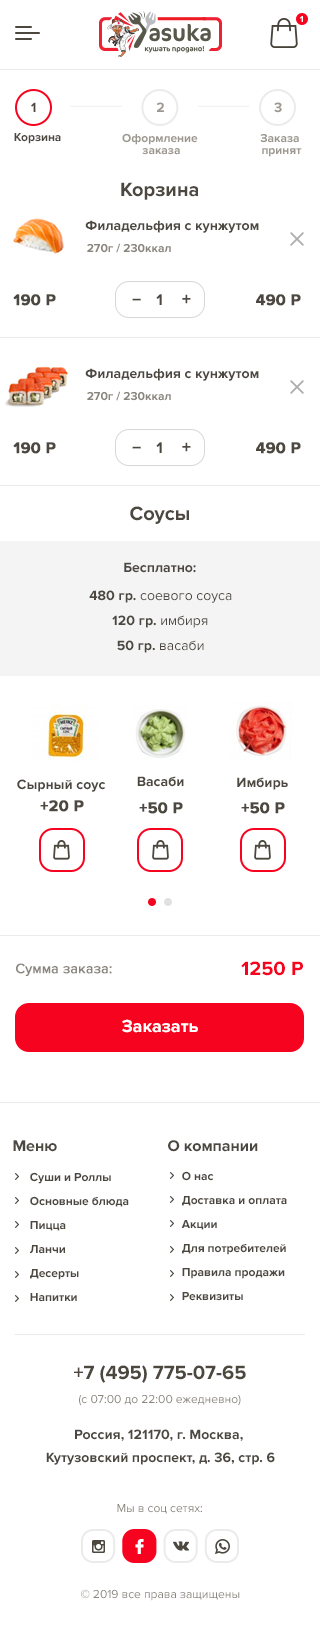 Yasuka
кушать продано!
1
1
2
3
Корзина
Оформление
заказа
Заказа
принят
Корзина
Филадельфия с кунжутом
270г / 230ккал
190 Р
− 1 +
490 Р
Филадельфия с кунжутом
270г / 230ккал
190 Р
− 1 +
490 Р
Соусы
Бесплатно:
480 гр. соевого соуса
120 гр. имбиря
50 гр. васаби
HEINZ
Сырный соус
+20 Р
Васаби
+50 Р
Имбирь
+50 Р
Сумма заказа:
1250 Р
Заказать
Меню
Суши и Роллы
Основные блюда
Пицца
Ланчи
Десерты
Напитки
О компании
О нас
Доставка и оплата
Акции
Для потребителей
Правила продажи
Реквизиты
+7 (495) 775-07-65
(с 07:00 до 22:00 ежедневно)
Россия, 121170, г. Москва,
Кутузовский проспект, д. 36, стр. 6
Мы в соц сетях:
© 2019 все права защищены